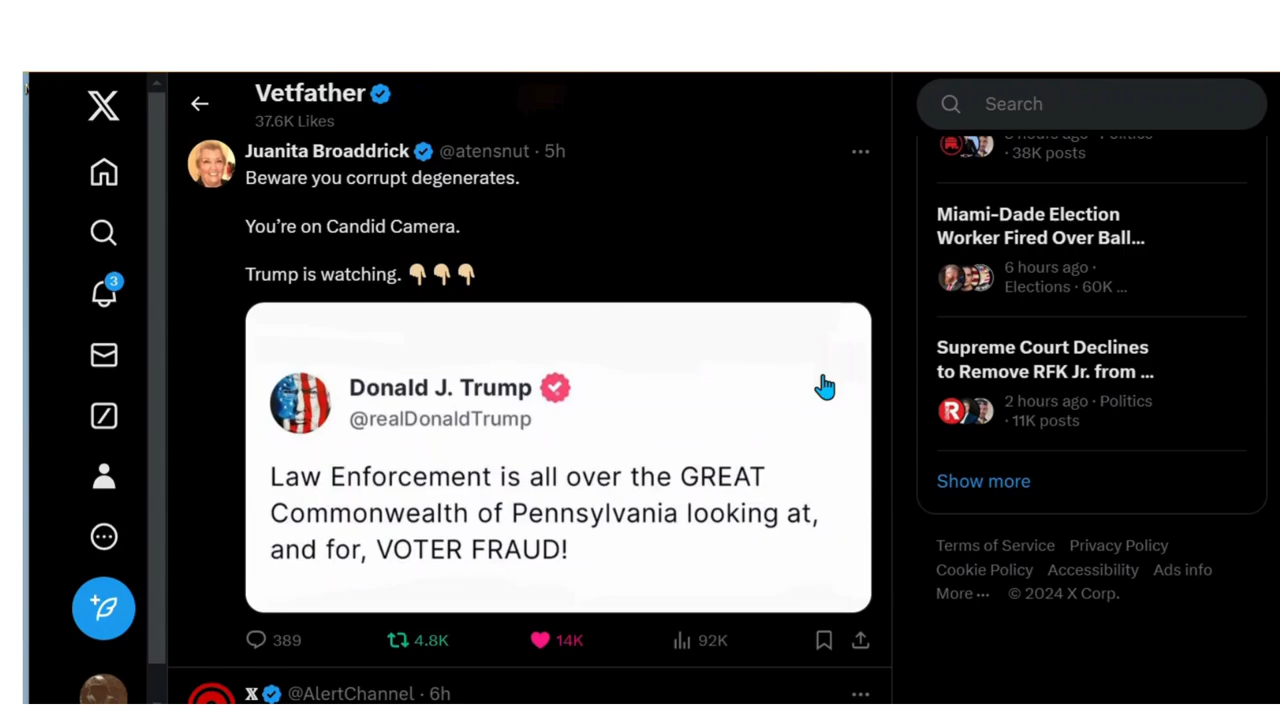 Vetfather
37.6K Likes
Juanita Broaddrick @atensnut · 5h
Beware you corrupt degenerates.
You're on Candid Camera.
Trump is watching.
Donald J. Trump
@realDonaldTrump
Law Enforcement is all over the GREAT
Commonwealth of Pennsylvania looking at,
and for, VOTER FRAUD!
389 4.8K 14K 92K
X @AlertChannel · 6h
3
Search
· 38K posts
Miami-Dade Election
Worker Fired Over Ball...
6 hours ago ·
Elections · 60K ...
Supreme Court Declines
to Remove RFK Jr. from ...
2 hours ago · Politics
· 11K posts
Show more
Terms of Service Privacy Policy
Cookie Policy Accessibility Ads info
More ··· © 2024 X Corp.